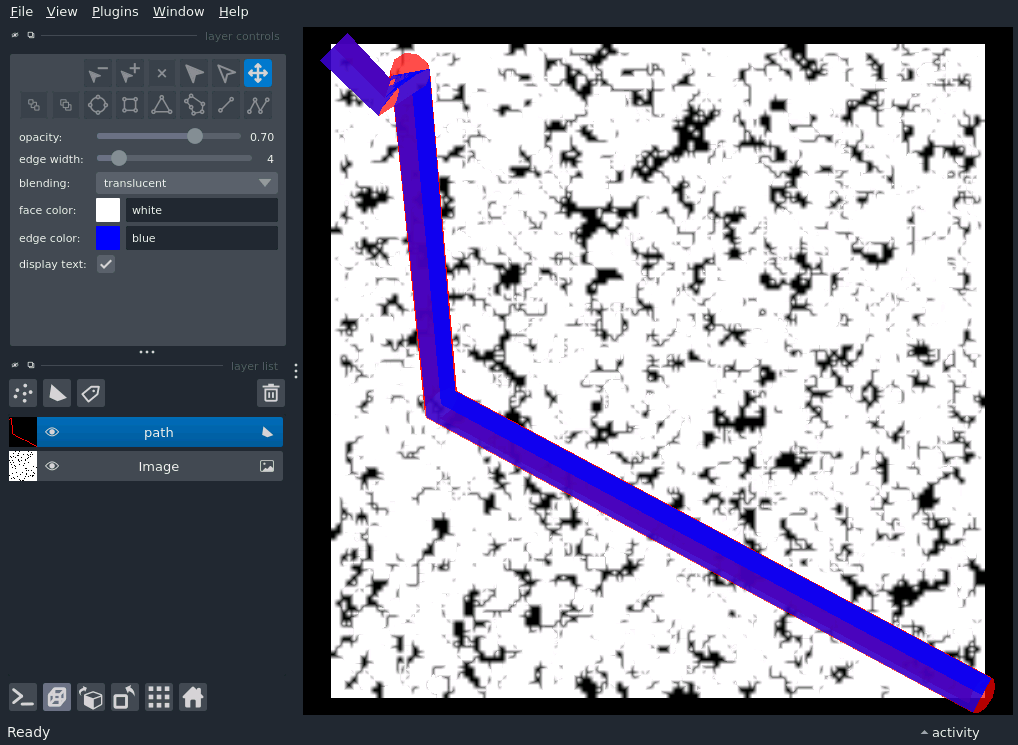 File View Plugins Window Help
layer controls
opacity: 0.70
edge width: 4
blending: translucent
face color: white
edge color: blue
display text:
layer list
path
Image
Ready activity